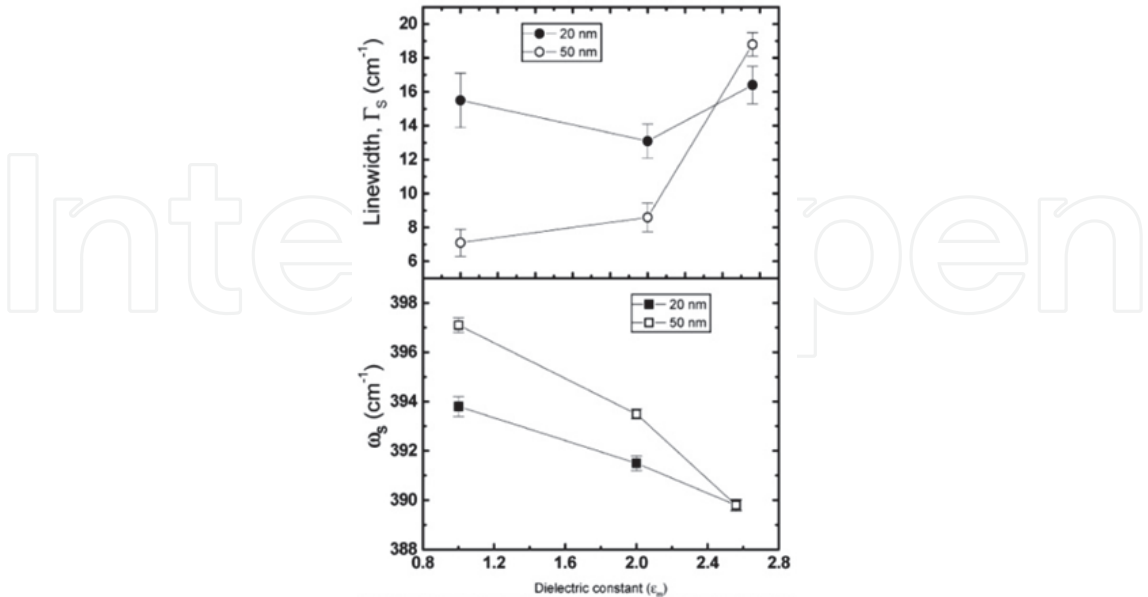 20
18
16
14
12
10
8
6
Linewidth, ΓS (cm-1)
20 nm
50 nm
398
396
394
392
390
388
ωs (cm-1)
20 nm
50 nm
0.8 1.2 1.6 2.0 2.4 2.8
Dielectric constant (εm)
Inte pen